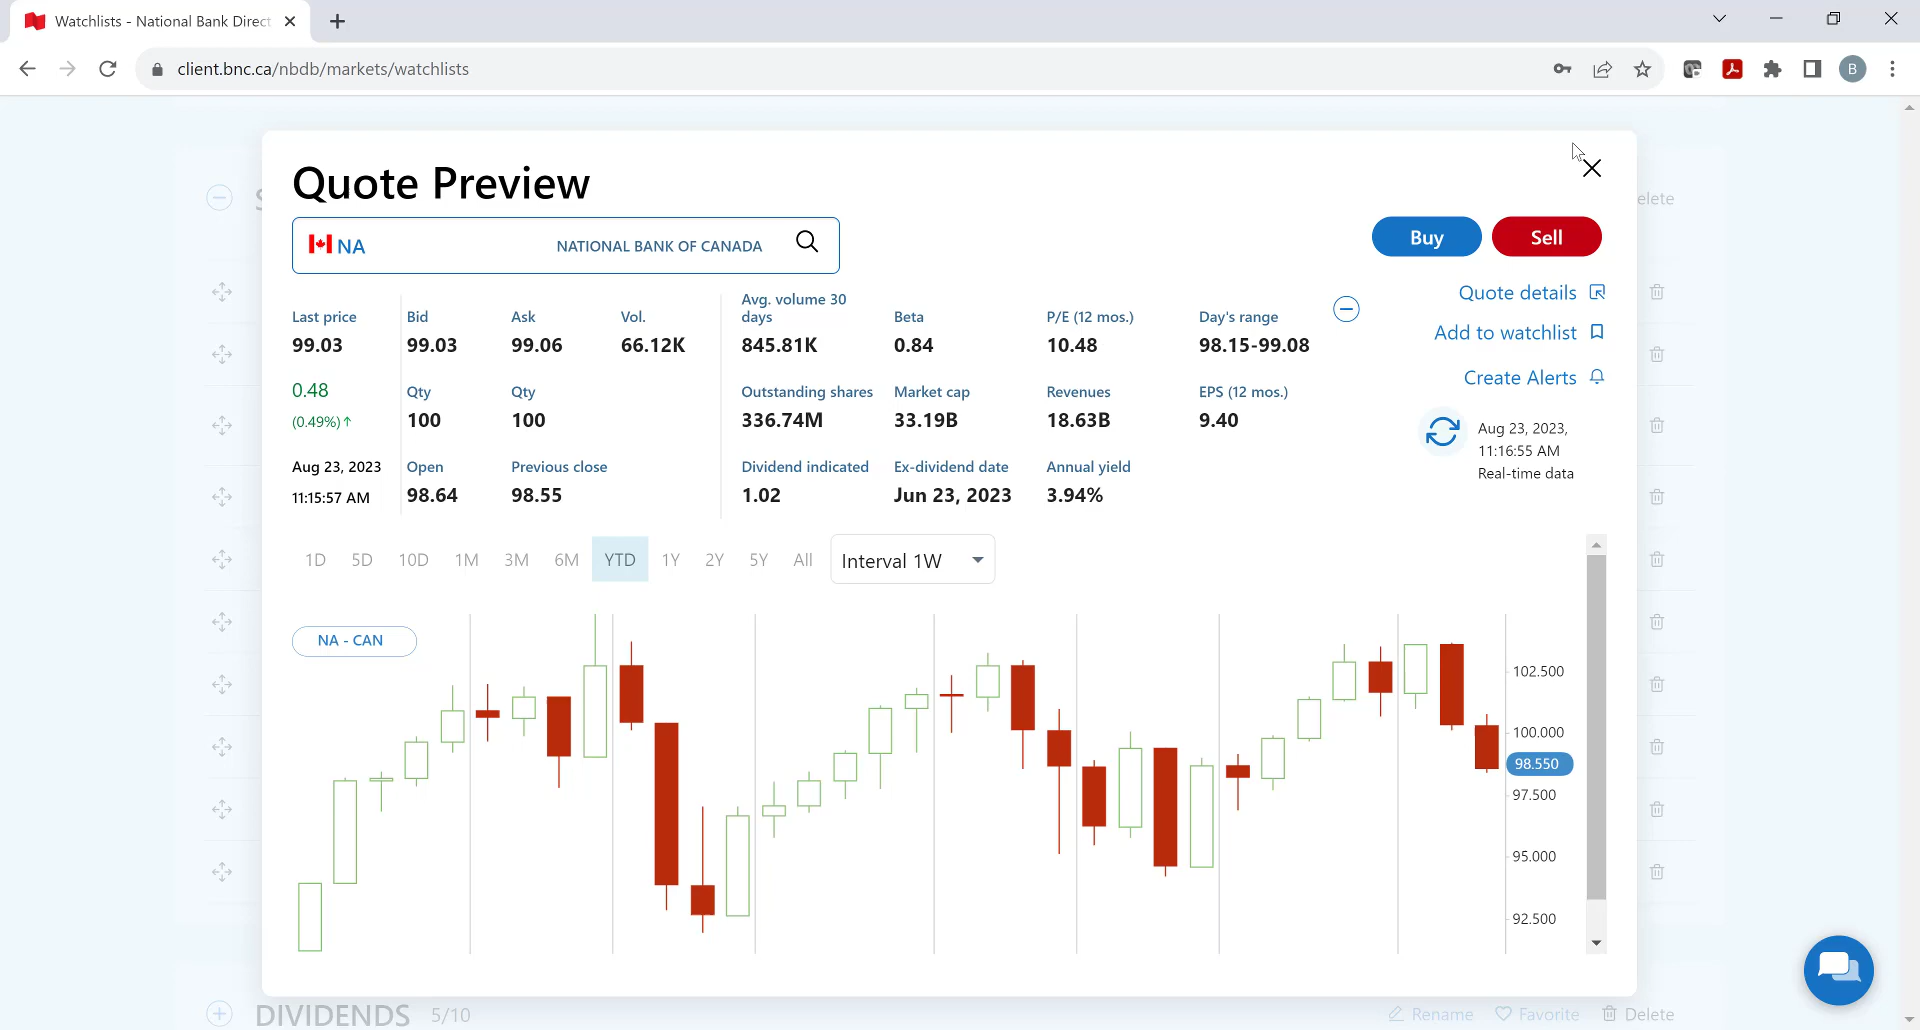 Watchlists - National Bank Direct
client.bnc.ca/nbdb/markets/watchlists
B
Quote Preview
NA NATIONAL BANK OF CANADA
Buy Sell
elete
Quote details
Add to watchlist
Create Alerts
Aug 23, 2023,
11:16:55 AM
Real-time data
Last price Bid Ask Vol. Avg. volume 30 days Beta P/E (12 mos.) Day's range
99.03 99.03 99.06 66.12K 845.81K 0.84 10.48 98.15-99.08
0.48 Qty Qty Outstanding shares Market cap Revenues EPS (12 mos.)
(0.49%)↑ 100 100 336.74M 33.19B 18.63B 9.40
Aug 23, 2023 Open Previous close Dividend indicated Ex-dividend date Annual yield
11:15:57 AM 98.64 98.55 1.02 Jun 23, 2023 3.94%
1D 5D 10D 1M 3M 6M YTD 1Y 2Y 5Y All Interval 1W
NA - CAN
102.500
100.000
98.550
97.500
95.000
92.500
DIVIDENDS 5/10 Rename Favorite Delete